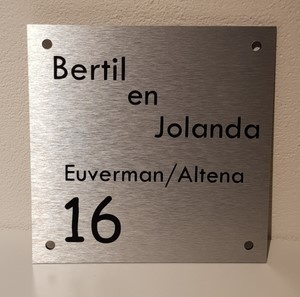 Bertil
en
Jolanda
Euverman/Altena
16